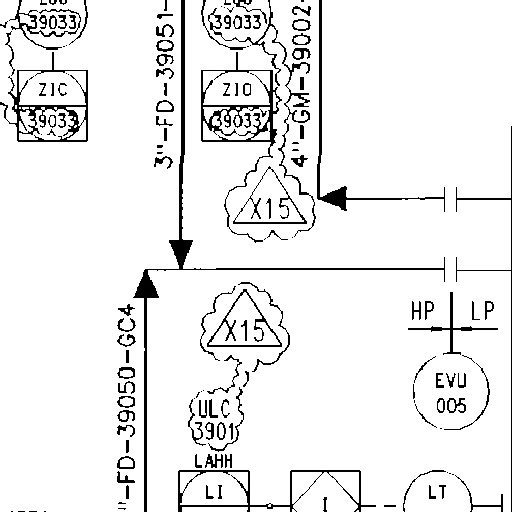 39033
39033
ZIC
39033
ZIO
39033
3"-FD-39051-
4"-GM-39002-
X15
X15
HP
LP
EVU
005
"-FD-39050-GC4
ULC
3901
LAHH
LI
I
LT